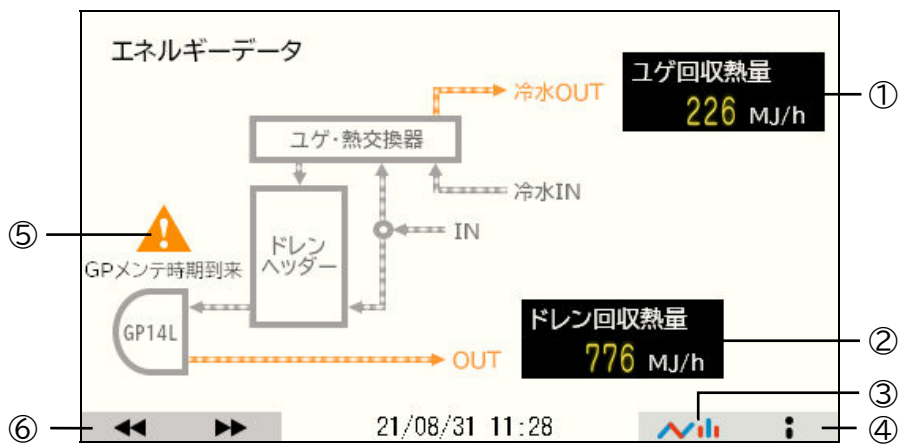 エネルギーデータ
ユゲ回収熱量
226 MJ/h
①
冷水OUT
ユゲ・熱交換器
冷水IN
⑤
IN
ドレン
ヘッダー
GPメンテ時期到来
GP14L
ドレン回収熱量
776 MJ/h
②
OUT
③
⑥
21/08/31 11:28
④